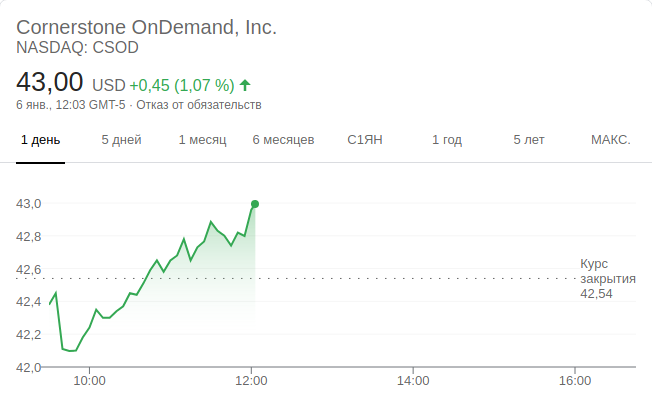 Cornerstone OnDemand, Inc.
NASDAQ: CSOD
43,00 USD +0,45 (1,07 %)
6 янв., 12:03 GMT-5 · Отказ от обязательств
1 день 5 дней 1 месяц 6 месяцев С1ЯН 1 год 5 лет МАКС.
43,0
42,8
42,6
42,4
42,2
42,0
Курс
закрытия
42,54
10:00 12:00 14:00 16:00